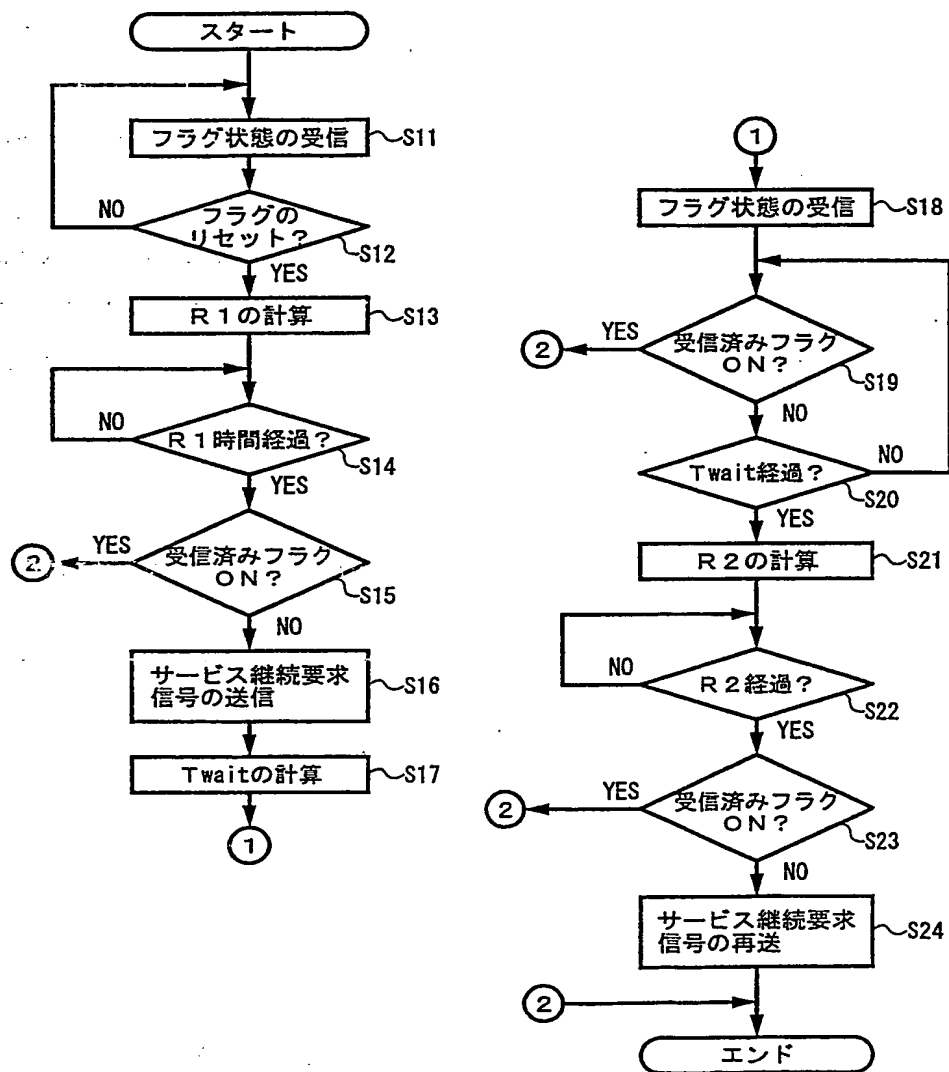 スタート
フラグ状態の受信
S11
NO
フラグの
リセット？
S12
YES
R1の計算
S13
NO
R1時間経過？
S14
YES
YES
2
受信済みフラク
ON？
S15
NO
サービス継続要求
信号の送信
S16
Twaitの計算
S17
1
1
フラグ状態の受信
S18
YES
2
受信済みフラク
ON？
S19
NO
NO
Twait経過？
S20
YES
R2の計算
S21
NO
R2経過？
S22
YES
YES
2
受信済みフラク
ON？
S23
NO
サービス継続要求
信号の再送
S24
2
エンド